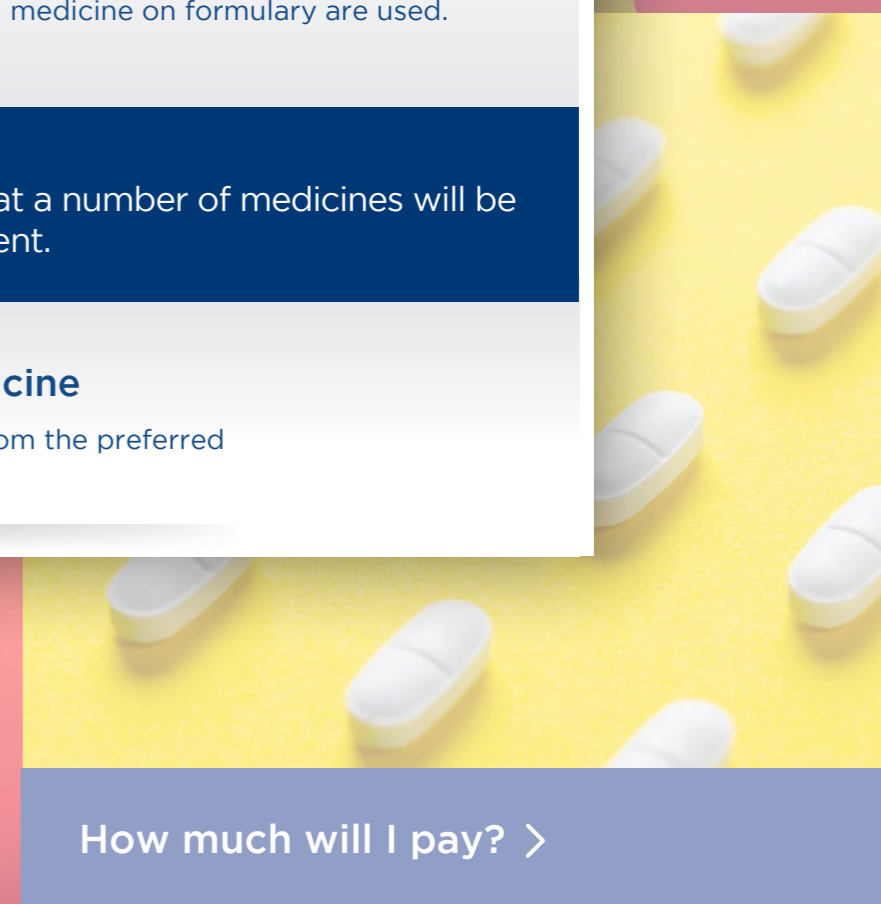 medicine on formulary are used.
at a number of medicines will be
ent.
cine
om the preferred
How much will I pay?